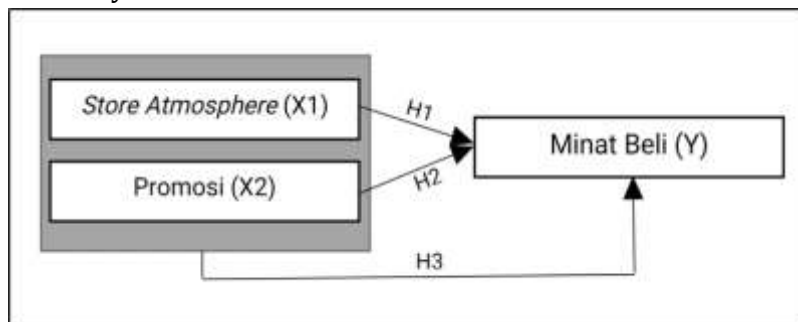 Store Atmosphere (X1)
H1
Minat Beli (Y)
Promosi (X2)
H2
H3